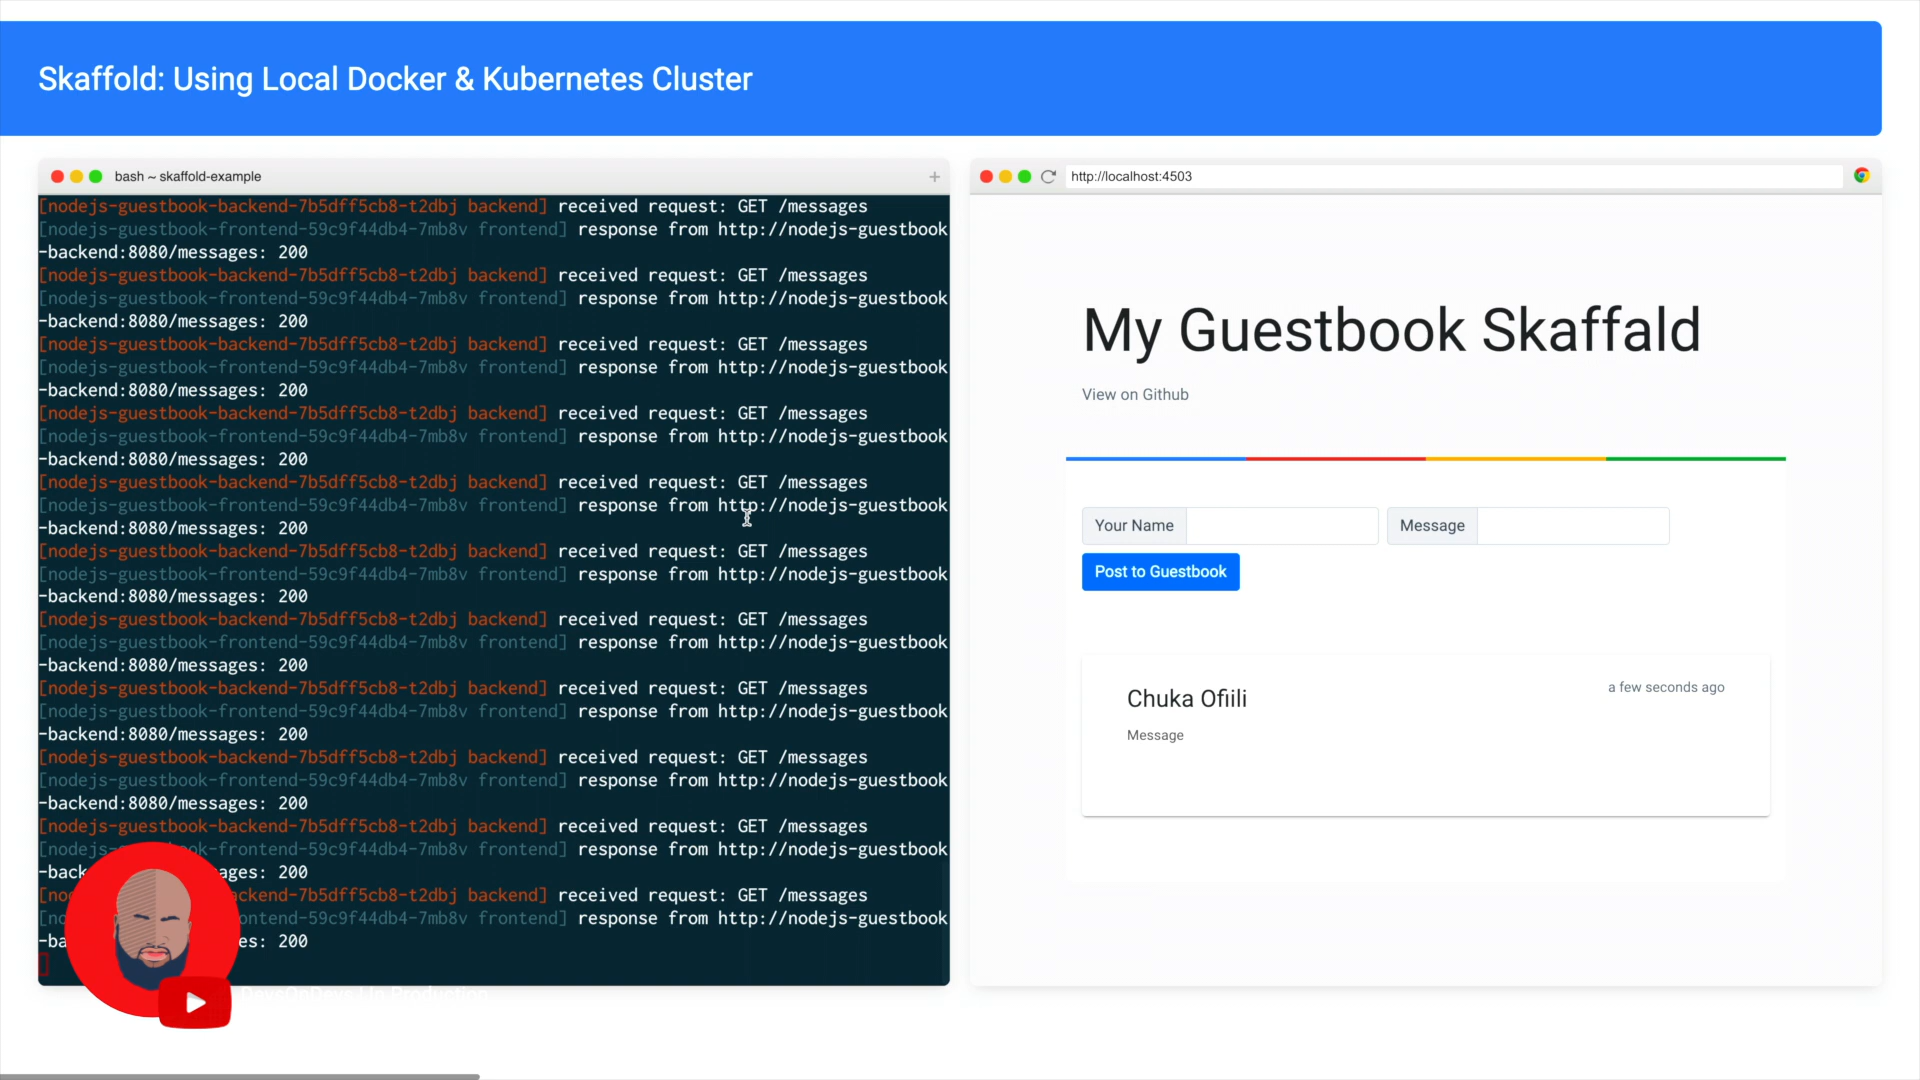 Skaffold: Using Local Docker & Kubernetes Cluster
bash ~ skaffold-example
[nodejs-guestbook-backend-7b5dff5cb8-t2dbj backend] received request: GET /messages
[nodejs-guestbook-frontend-59c9f44db4-7mb8v frontend] response from http://nodejs-guestbook
-backend:8080/messages: 200
[nodejs-guestbook-backend-7b5dff5cb8-t2dbj backend] received request: GET /messages
[nodejs-guestbook-frontend-59c9f44db4-7mb8v frontend] response from http://nodejs-guestbook
-backend:8080/messages: 200
[nodejs-guestbook-backend-7b5dff5cb8-t2dbj backend] received request: GET /messages
[nodejs-guestbook-frontend-59c9f44db4-7mb8v frontend] response from http://nodejs-guestbook
-backend:8080/messages: 200
[nodejs-guestbook-backend-7b5dff5cb8-t2dbj backend] received request: GET /messages
[nodejs-guestbook-frontend-59c9f44db4-7mb8v frontend] response from http://nodejs-guestbook
-backend:8080/messages: 200
[nodejs-guestbook-backend-7b5dff5cb8-t2dbj backend] received request: GET /messages
[nodejs-guestbook-frontend-59c9f44db4-7mb8v frontend] response from http://nodejs-guestbook
-backend:8080/messages: 200
[nodejs-guestbook-backend-7b5dff5cb8-t2dbj backend] received request: GET /messages
[nodejs-guestbook-frontend-59c9f44db4-7mb8v frontend] response from http://nodejs-guestbook
-backend:8080/messages: 200
[nodejs-guestbook-backend-7b5dff5cb8-t2dbj backend] received request: GET /messages
[nodejs-guestbook-frontend-59c9f44db4-7mb8v frontend] response from http://nodejs-guestbook
-backend:8080/messages: 200
[nodejs-guestbook-backend-7b5dff5cb8-t2dbj backend] received request: GET /messages
[nodejs-guestbook-frontend-59c9f44db4-7mb8v frontend] response from http://nodejs-guestbook
-backend:8080/messages: 200
[nodejs-guestbook-backend-7b5dff5cb8-t2dbj backend] received request: GET /messages
[nodejs-guestbook-frontend-59c9f44db4-7mb8v frontend] response from http://nodejs-guestbook
-backend:8080/messages: 200
[nodejs-guestbook-backend-7b5dff5cb8-t2dbj backend] received request: GET /messages
[nodejs-guestbook-frontend-59c9f44db4-7mb8v frontend] response from http://nodejs-guestbook
-back ages: 200
[no ckend-7b5dff5cb8-t2dbj backend] received request: GET /messages
[no ontend-59c9f44db4-7mb8v frontend] response from http://nodejs-guestbook
-ba es: 200
http://localhost:4503
My Guestbook Skaffald
View on Github
Your Name
Message
Post to Guestbook
Chuka Ofiili
a few seconds ago
Message